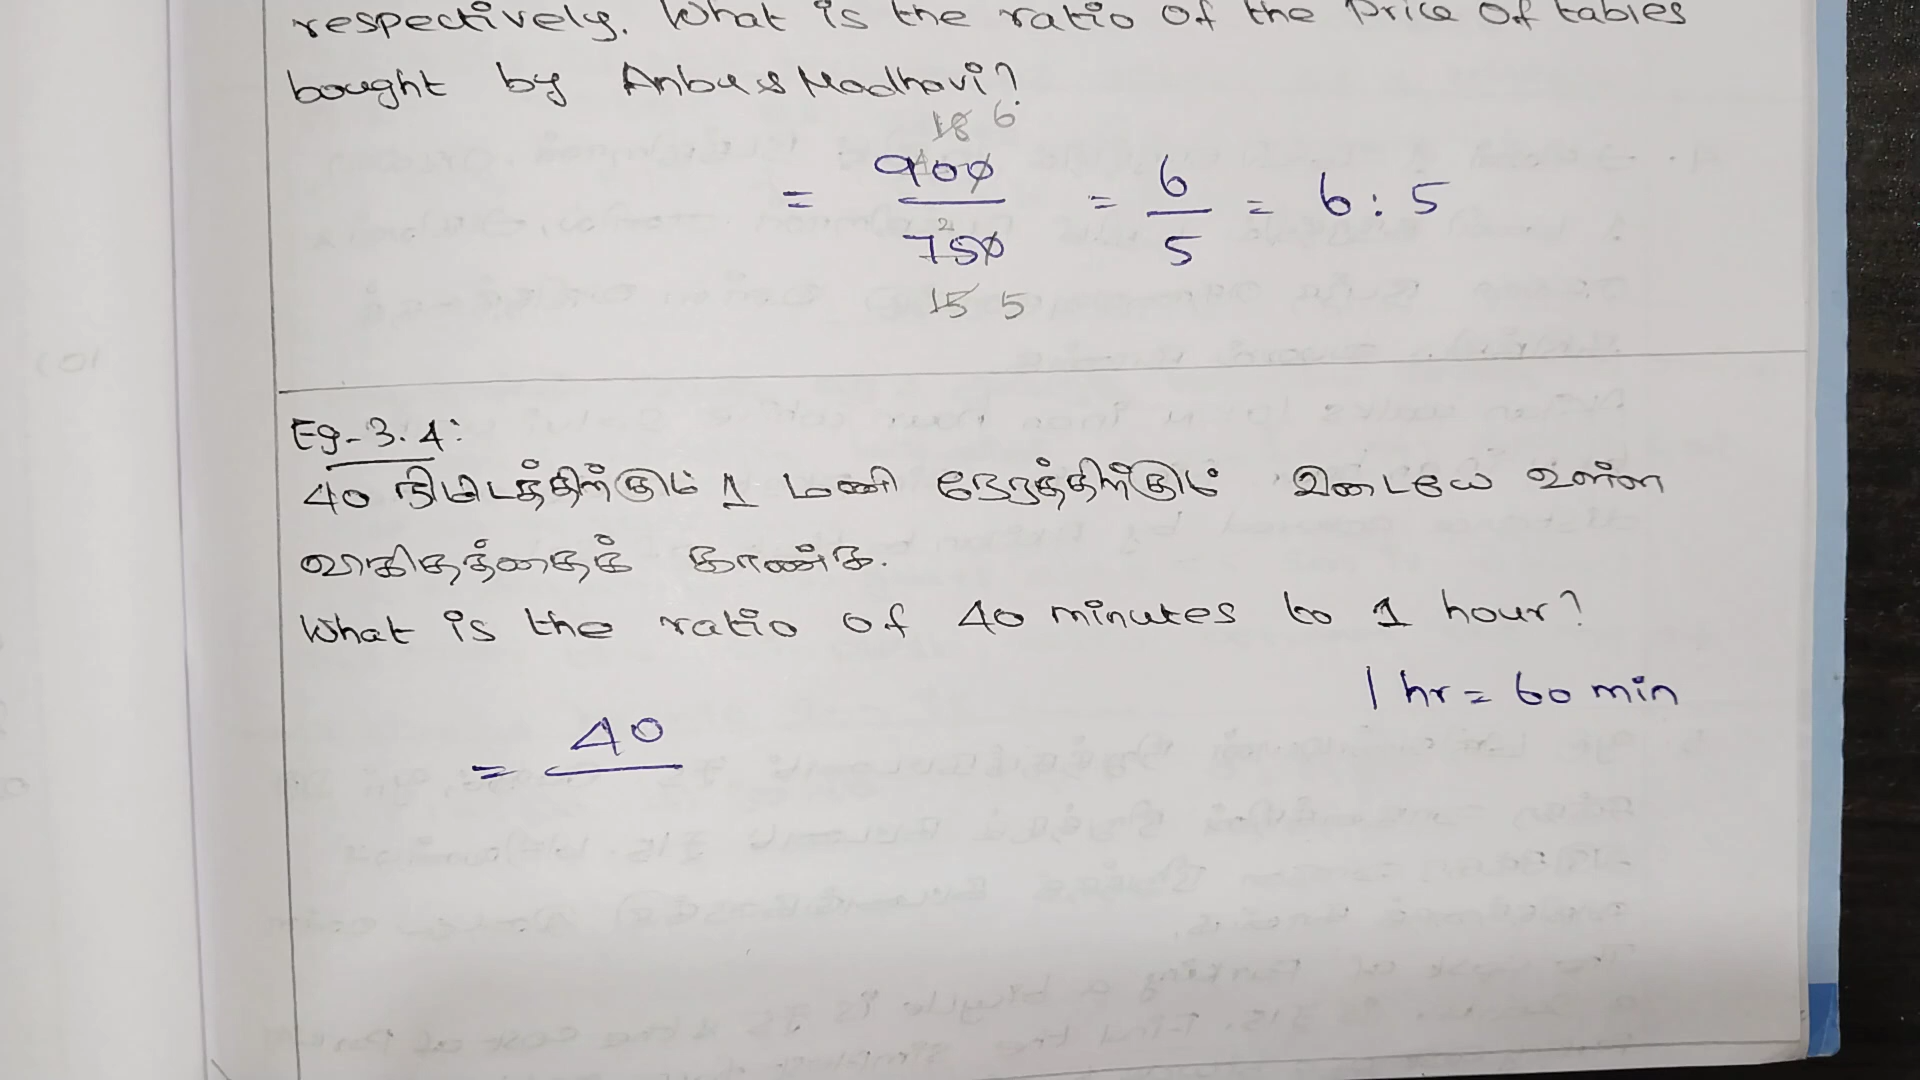 respectively. What is the ratio of the price of tables
bought by Anbu & Madhavi?
18 6
= 900 / 750 = 6 / 5 = 6 : 5
2
15 5
Eg-3.4:
40 நிமிடத்திற்கும் 1 மணி நேரத்திற்கும் இடையே உள்ள
விகிதத்தைக் காண்க.
What is the ratio of 40 minutes to 1 hour?
1 hr = 60 min
= 40